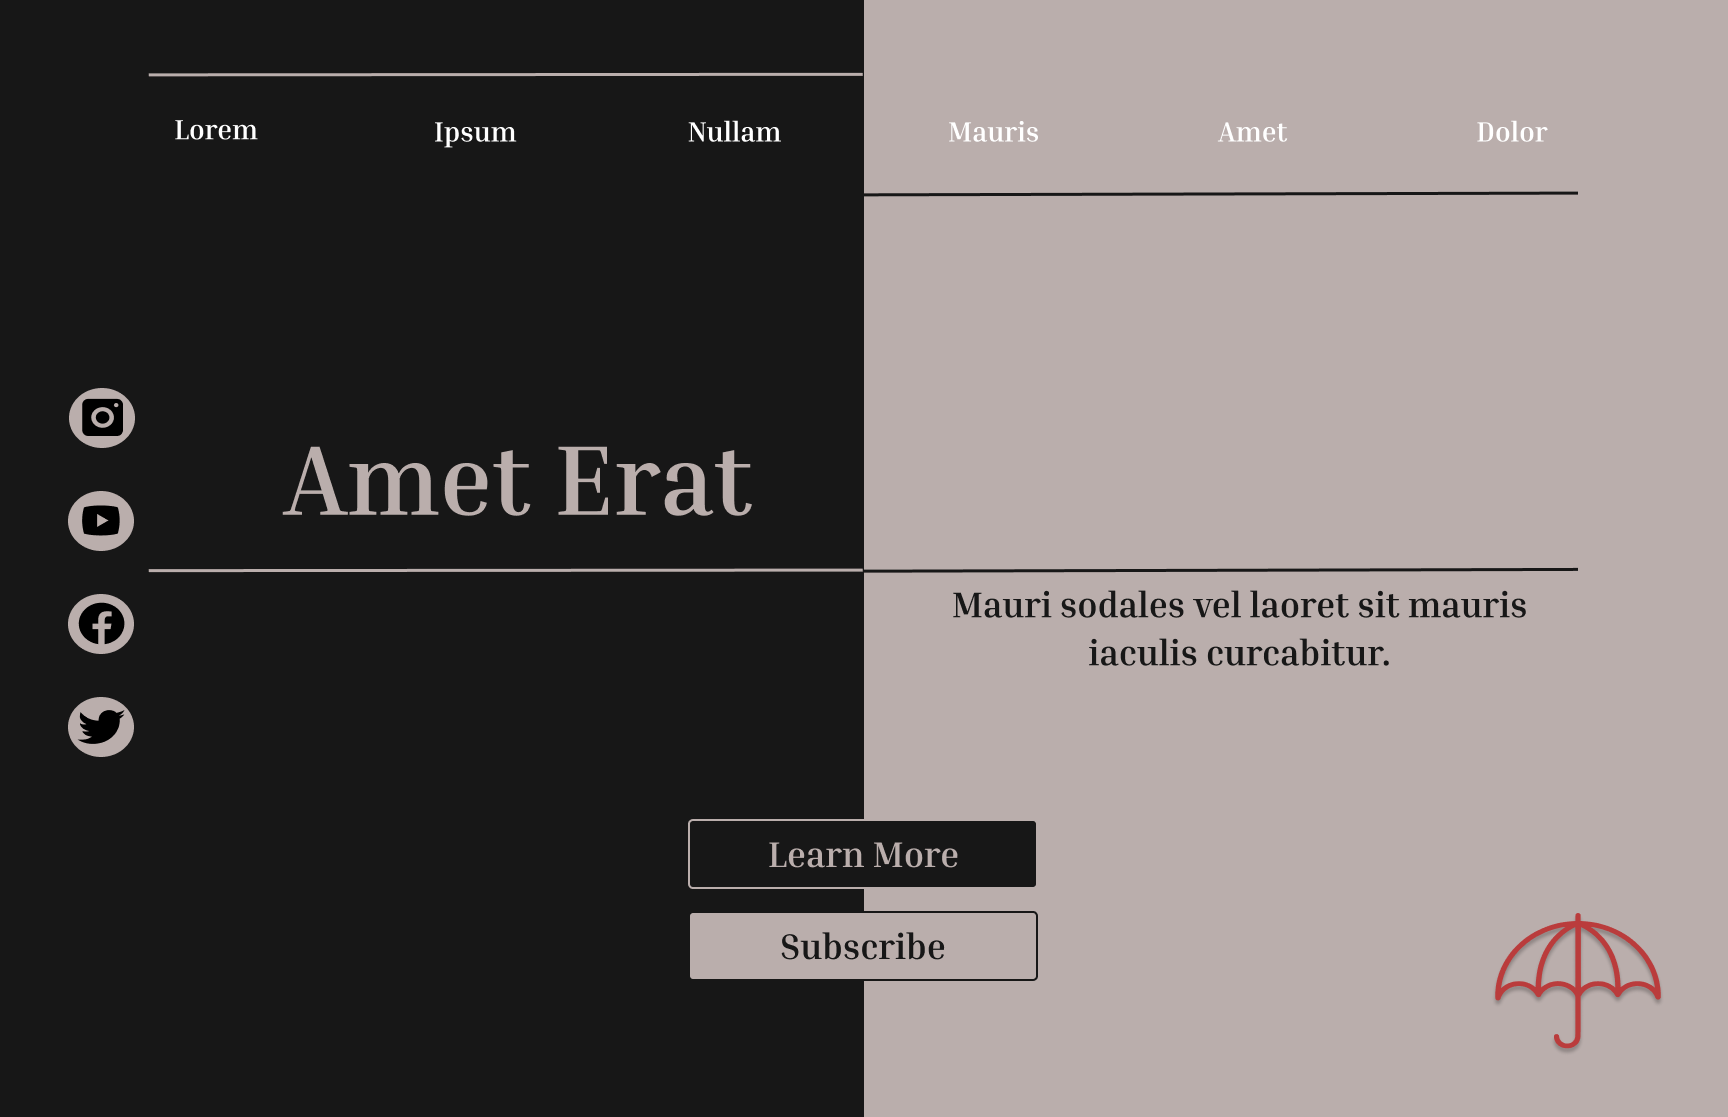 Lorem
Ipsum
Nullam
Mauris
Amet
Dolor
Amet Erat
Mauri sodales vel laoret sit mauris
iaculis curcabitur.
Learn More
Subscribe